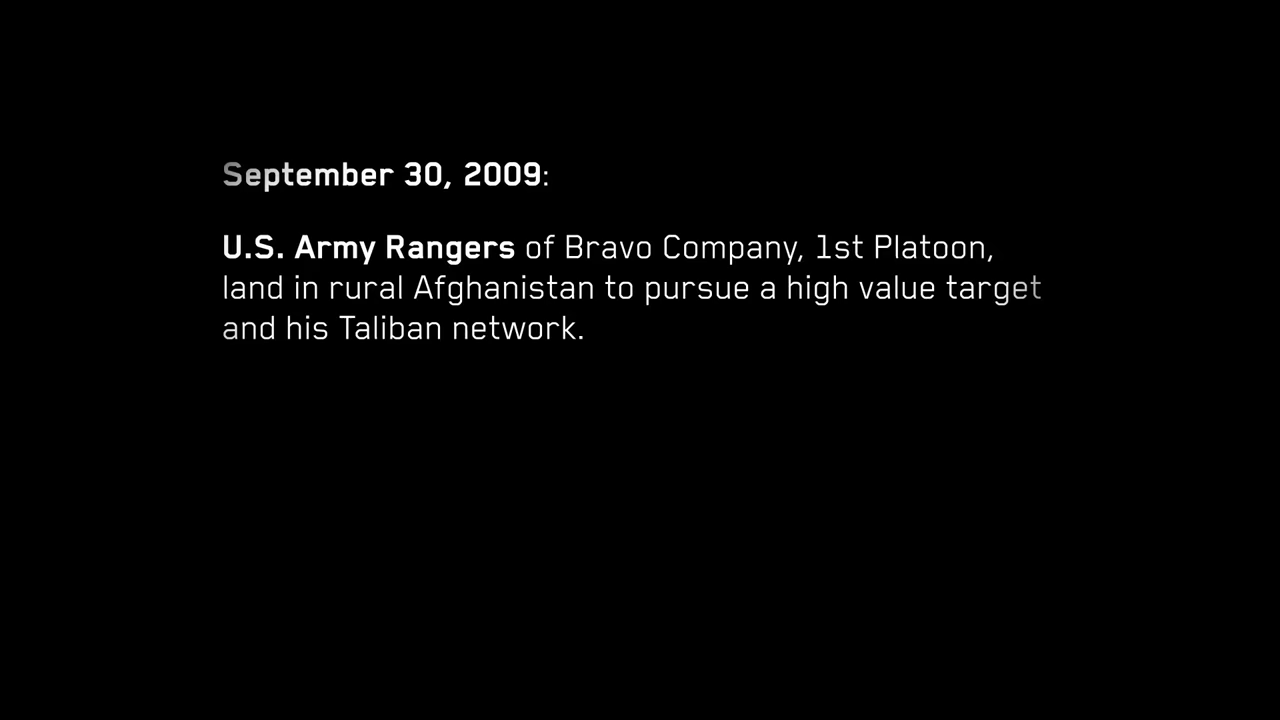 September 30, 2009:
U.S. Army Rangers of Bravo Company, 1st Platoon,
land in rural Afghanistan to pursue a high value target
and his Taliban network.